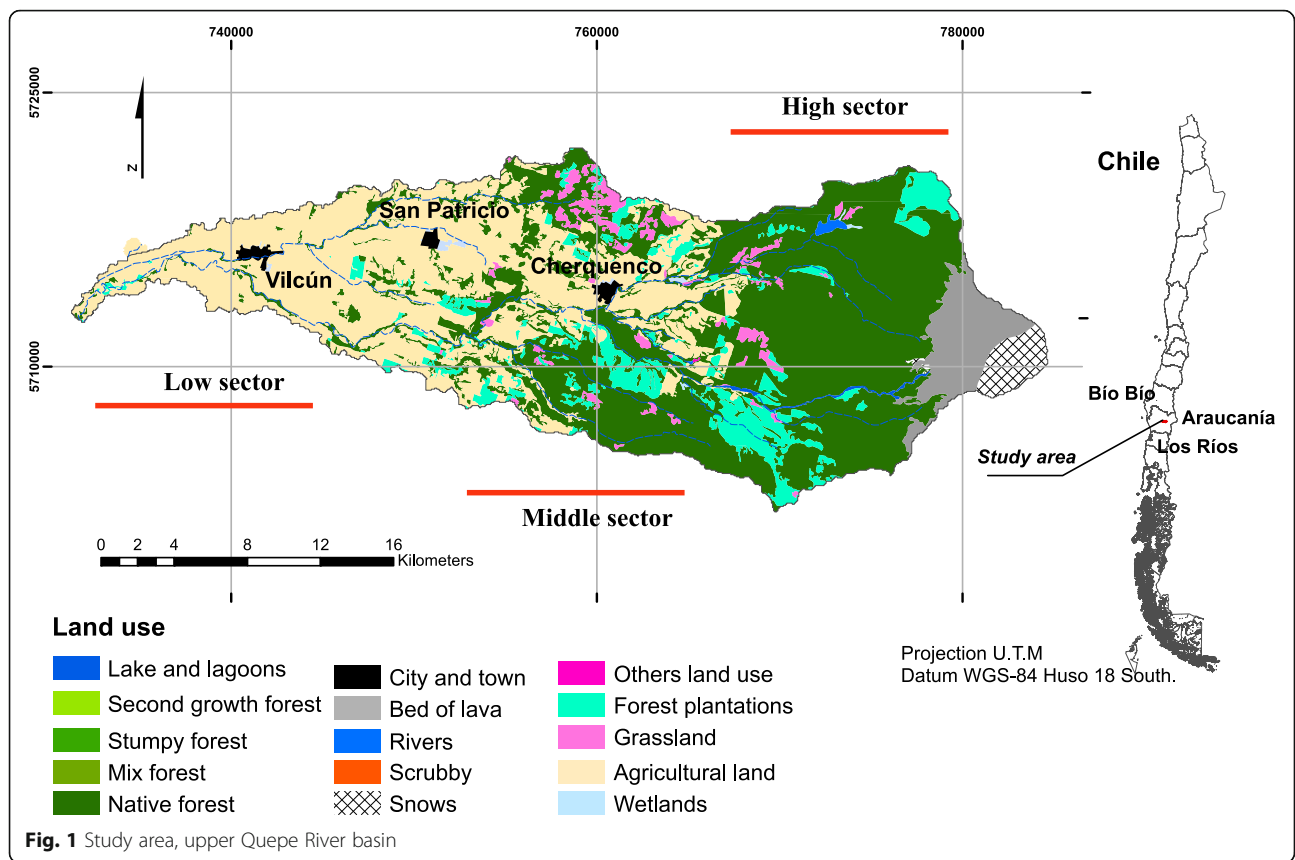 740000
760000
780000
5725000
5710000
z
High sector
Chile
San Patricio
Cherquenco
Vilcún
Low sector
Middle sector
Bío Bío
Araucanía
Los Ríos
Study area
0 2 4 8 12 16
Kilometers
Land use
Lake and lagoons
Second growth forest
Stumpy forest
Mix forest
Native forest
City and town
Bed of lava
Rivers
Scrubby
Snows
Others land use
Forest plantations
Grassland
Agricultural land
Wetlands
Projection U.T.M
Datum WGS-84 Huso 18 South.
Fig. 1 Study area, upper Quepe River basin